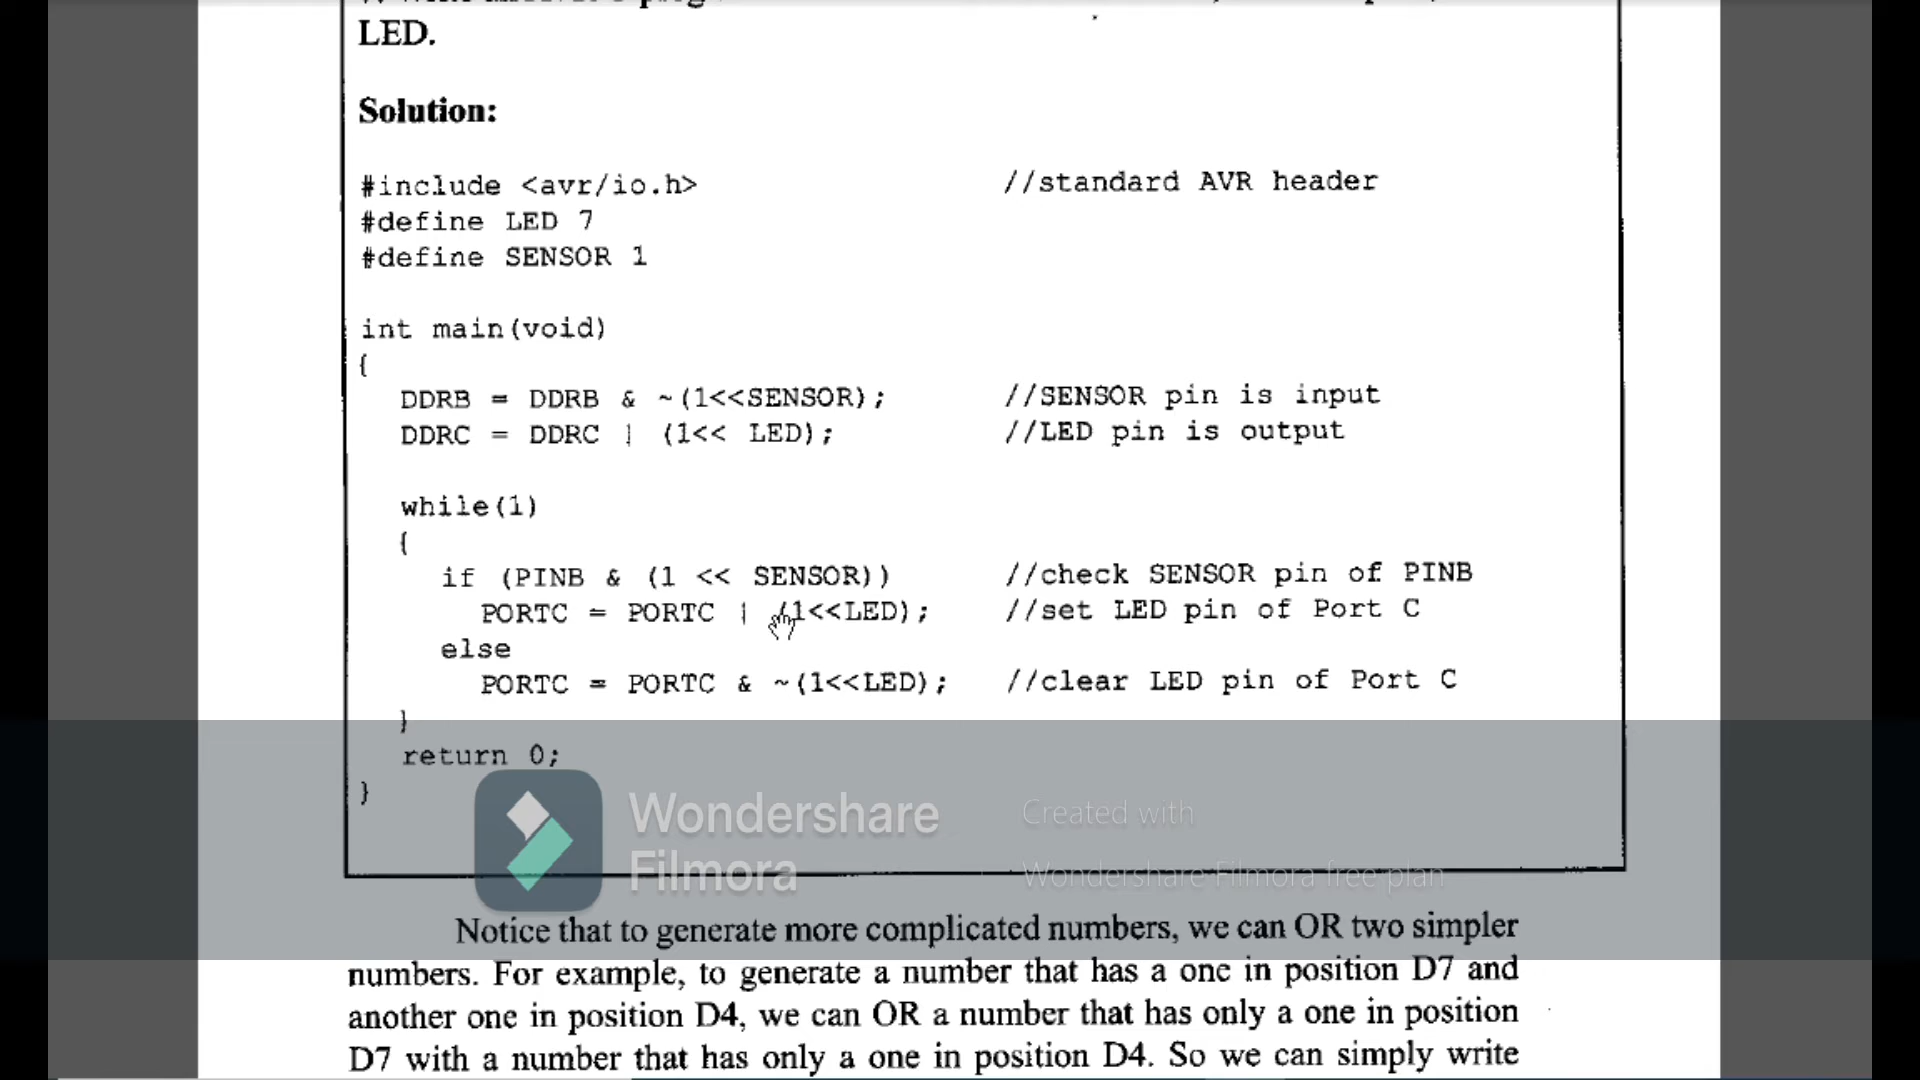 LED.
Solution:
#include <avr/io.h> //standard AVR header
#define LED 7
#define SENSOR 1
int main(void)
{
DDRB = DDRB & ~(1<<SENSOR); //SENSOR pin is input
DDRC = DDRC | (1<< LED); //LED pin is output
while(1)
{
if (PINB & (1 << SENSOR)) //check SENSOR pin of PINB
PORTC = PORTC | (1<<LED); //set LED pin of Port C
else
PORTC = PORTC & ~(1<<LED); //clear LED pin of Port C
}
return 0;
}
Wondershare
Filmora
Created with
Wondershare Filmora free plan
Notice that to generate more complicated numbers, we can OR two simpler
numbers. For example, to generate a number that has a one in position D7 and
another one in position D4, we can OR a number that has only a one in position
D7 with a number that has only a one in position D4. So we can simply write